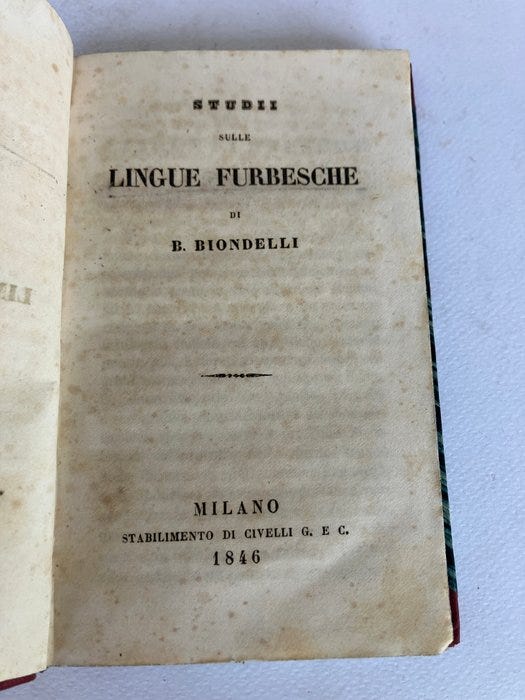 STUDII
SULLE
LINGUE FURBESCHE
DI
B. BIONDELLI
MILANO
STABILIMENTO DI CIVELLI G. E C.
1846